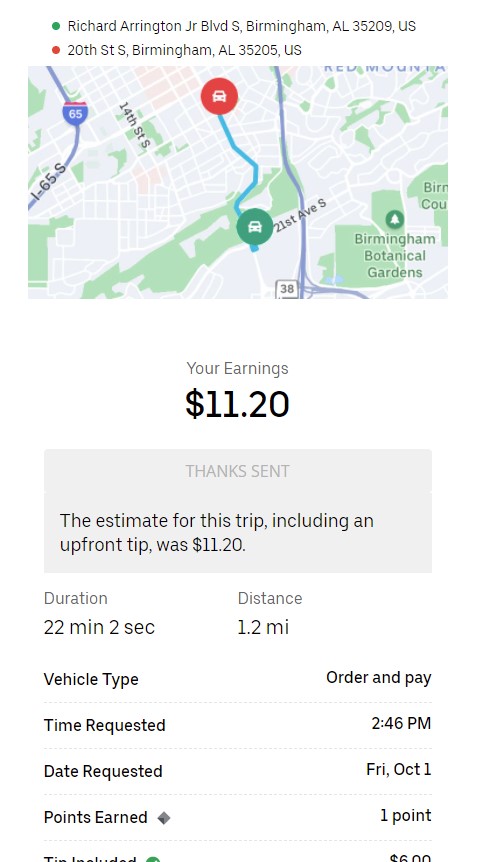 Richard Arrington Jr Blvd S, Birmingham, AL 35209, US
20th St S, Birmingham, AL 35205, US
RED MOUNTA
65
14th St S
I-65 S
21st Ave S
Birn
Cou
Birmingham
Botanical
Gardens
38
Your Earnings
$11.20
THANKS SENT
The estimate for this trip, including an
upfront tip, was $11.20.
Duration
Distance
22 min 2 sec
1.2 mi
Vehicle Type
Order and pay
Time Requested
2:46 PM
Date Requested
Fri, Oct 1
Points Earned
1 point
Tip Included
$6.00